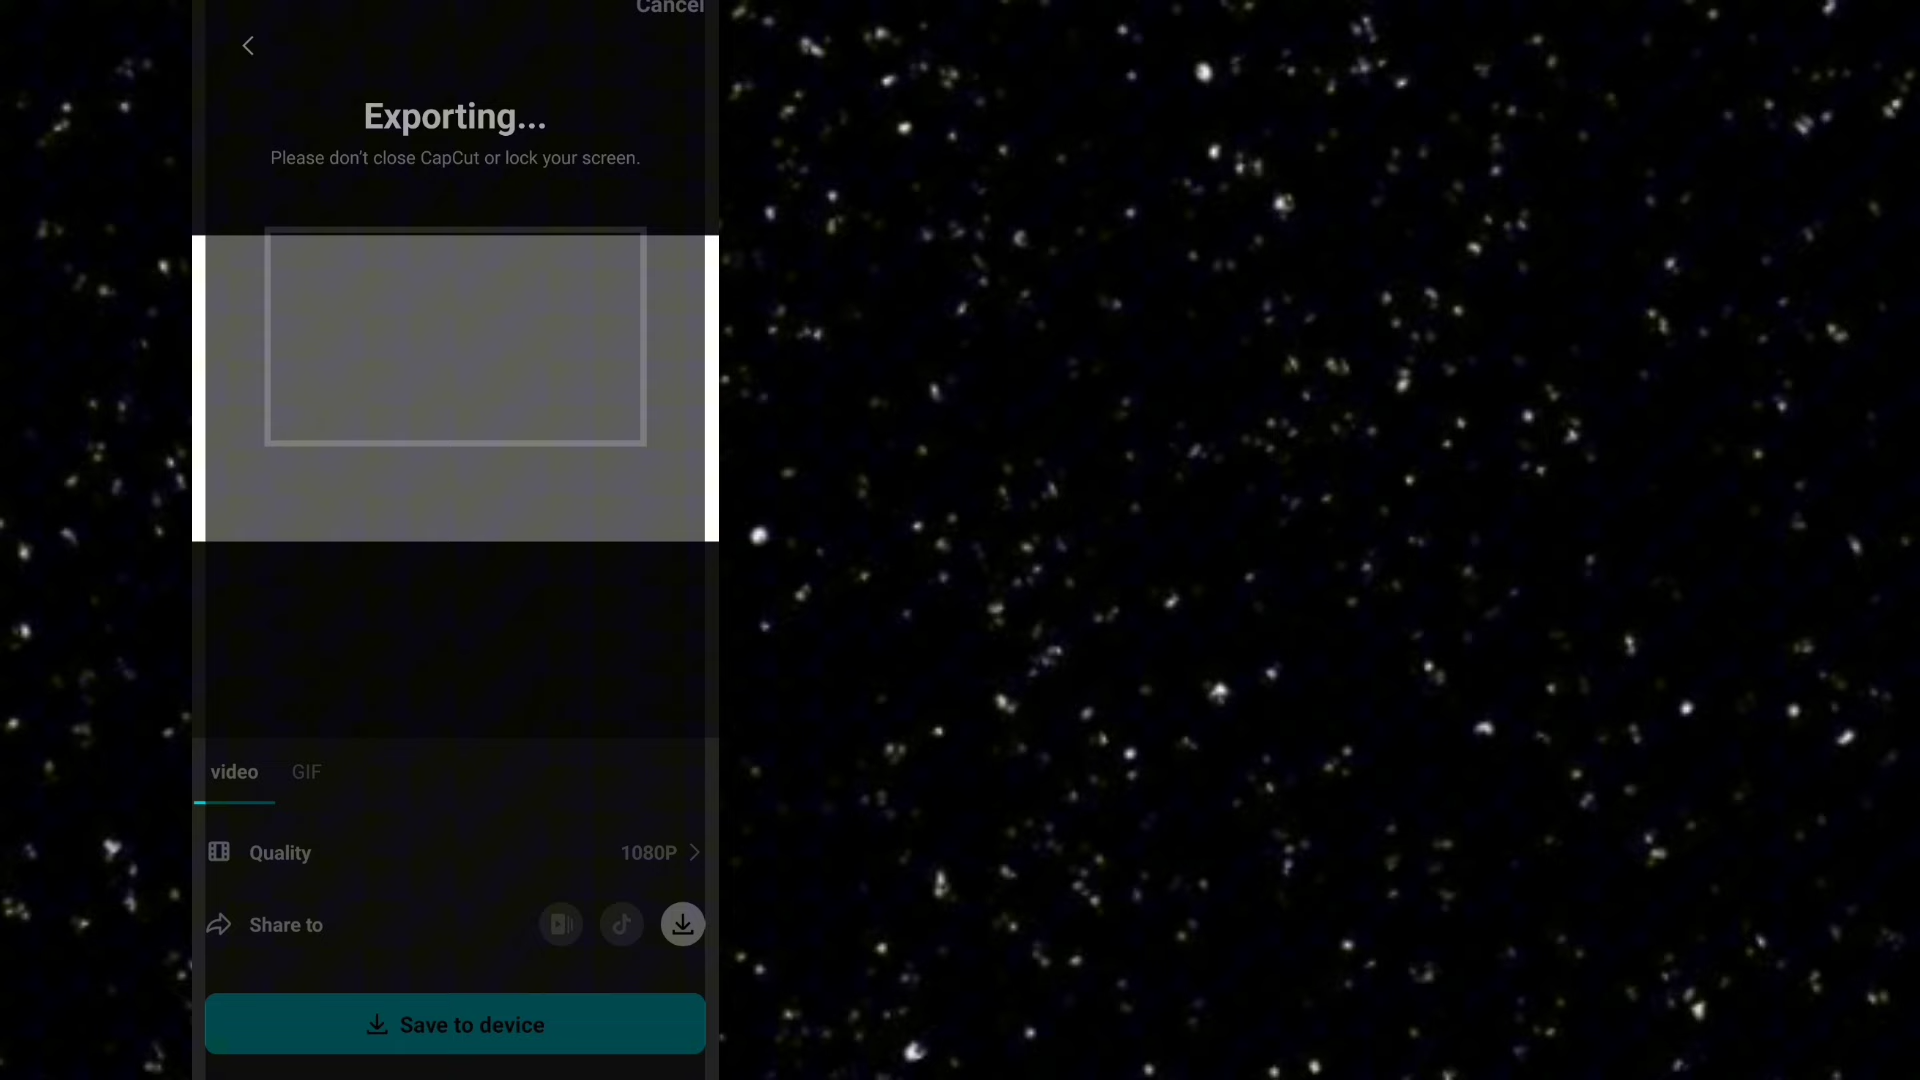 Cancel
Exporting...
Please don't close CapCut or lock your screen.
video GIF
Quality 1080P
Share to
Save to device